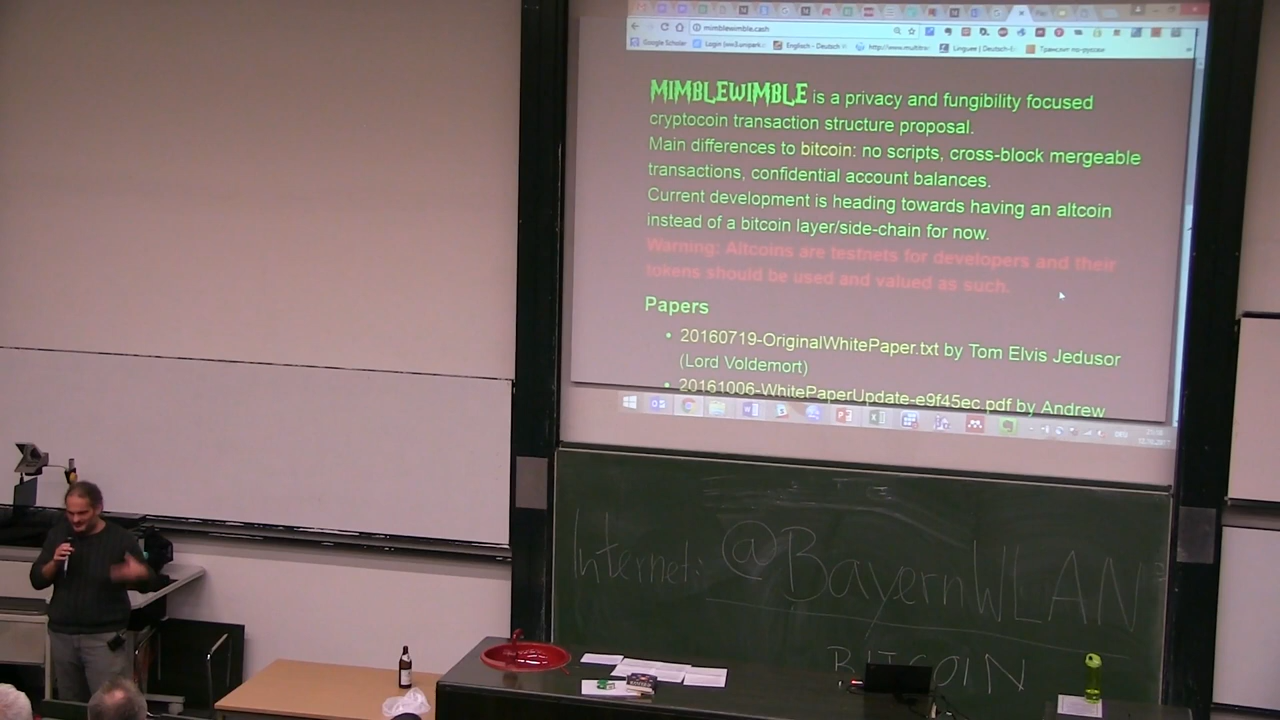 mimblewimble.cash
Google Scholar
Englisch - Deutsch
MIMBLEWIMBLE is a privacy and fungibility focused
cryptocoin transaction structure proposal.
Main differences to bitcoin: no scripts, cross-block mergeable
transactions, confidential account balances.
Current development is heading towards having an altcoin
instead of a bitcoin layer/side-chain for now.
Warning: Altcoins are testnets for developers and their
tokens should be used and valued as such.
Papers
• 20160719-OriginalWhitePaper.txt by Tom Elvis Jedusor
(Lord Voldemort)
• 20161006-WhitePaperUpdate-e9f45ec.pdf by Andrew
Internet: @BayernWLAN
BITCOIN